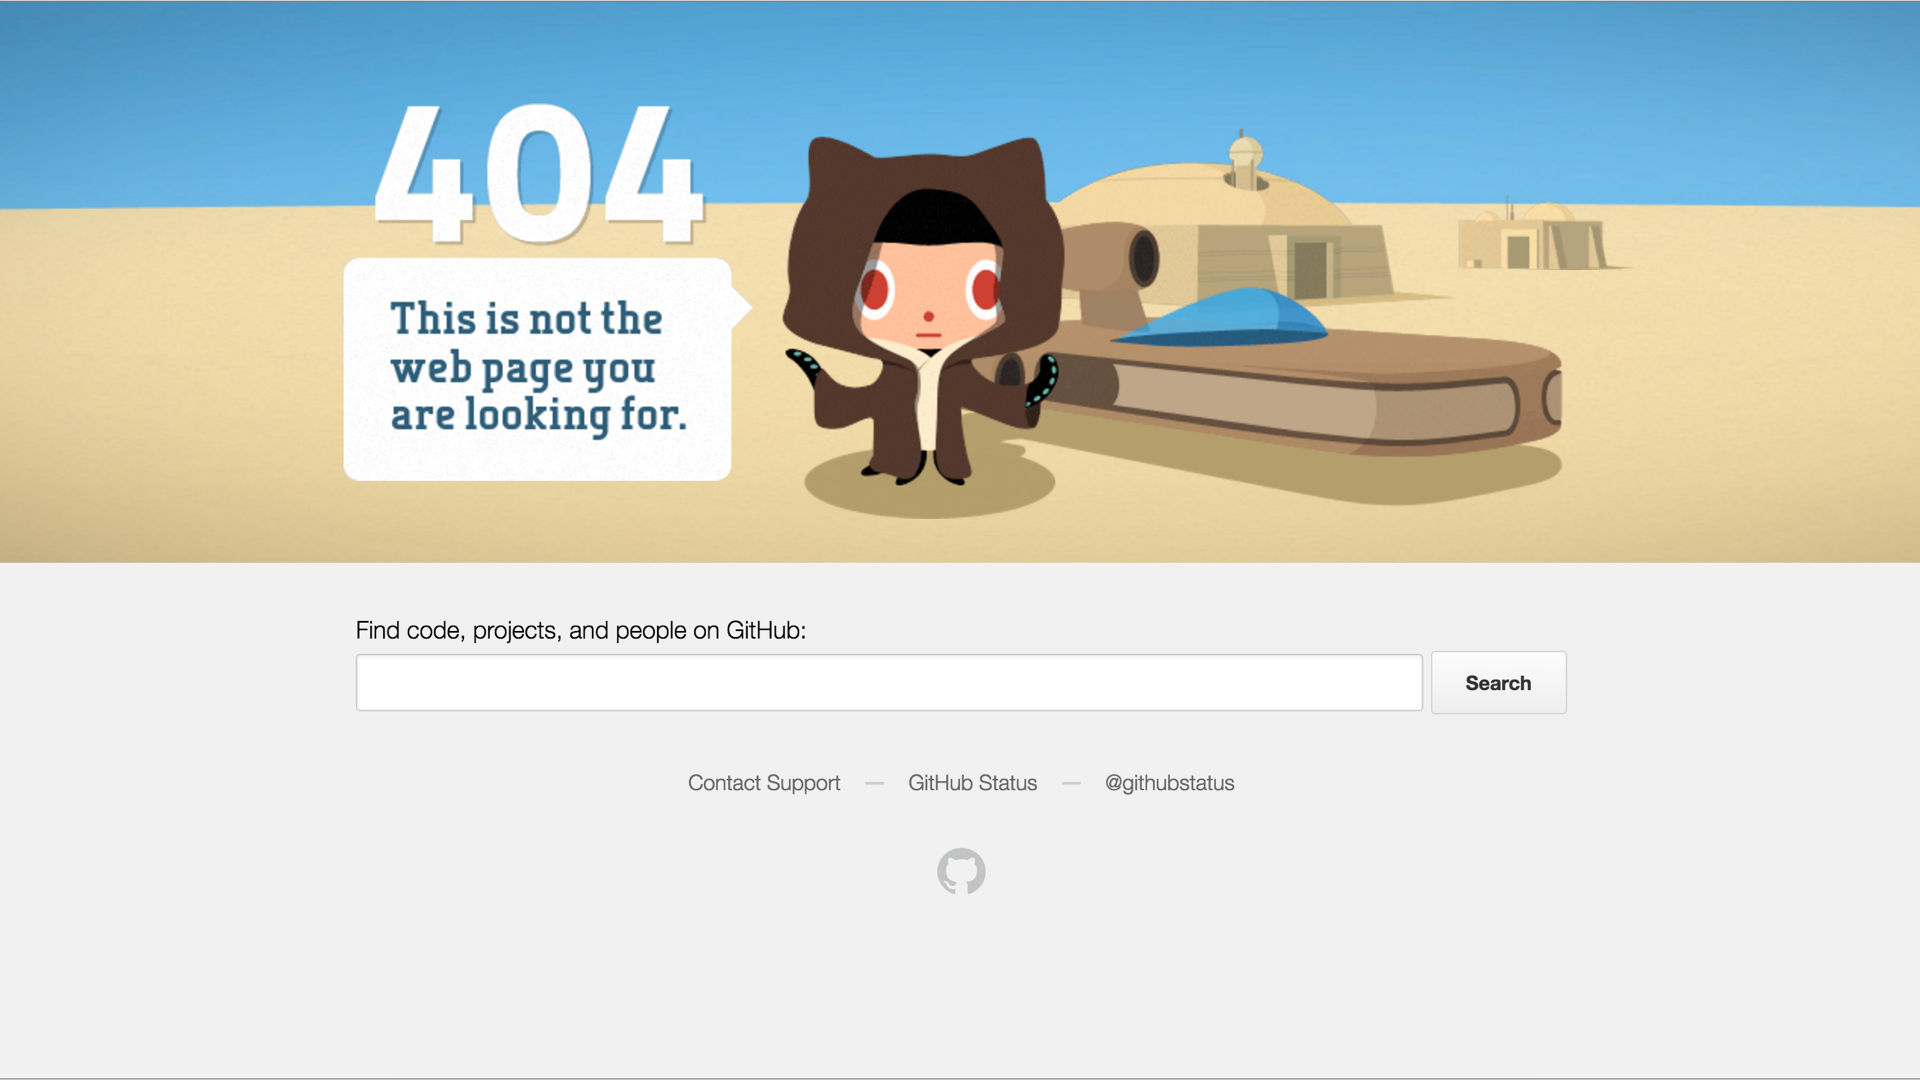 404
This is not the
web page you
are looking for.
Find code, projects, and people on GitHub:
Search
Contact Support — GitHub Status — @githubstatus